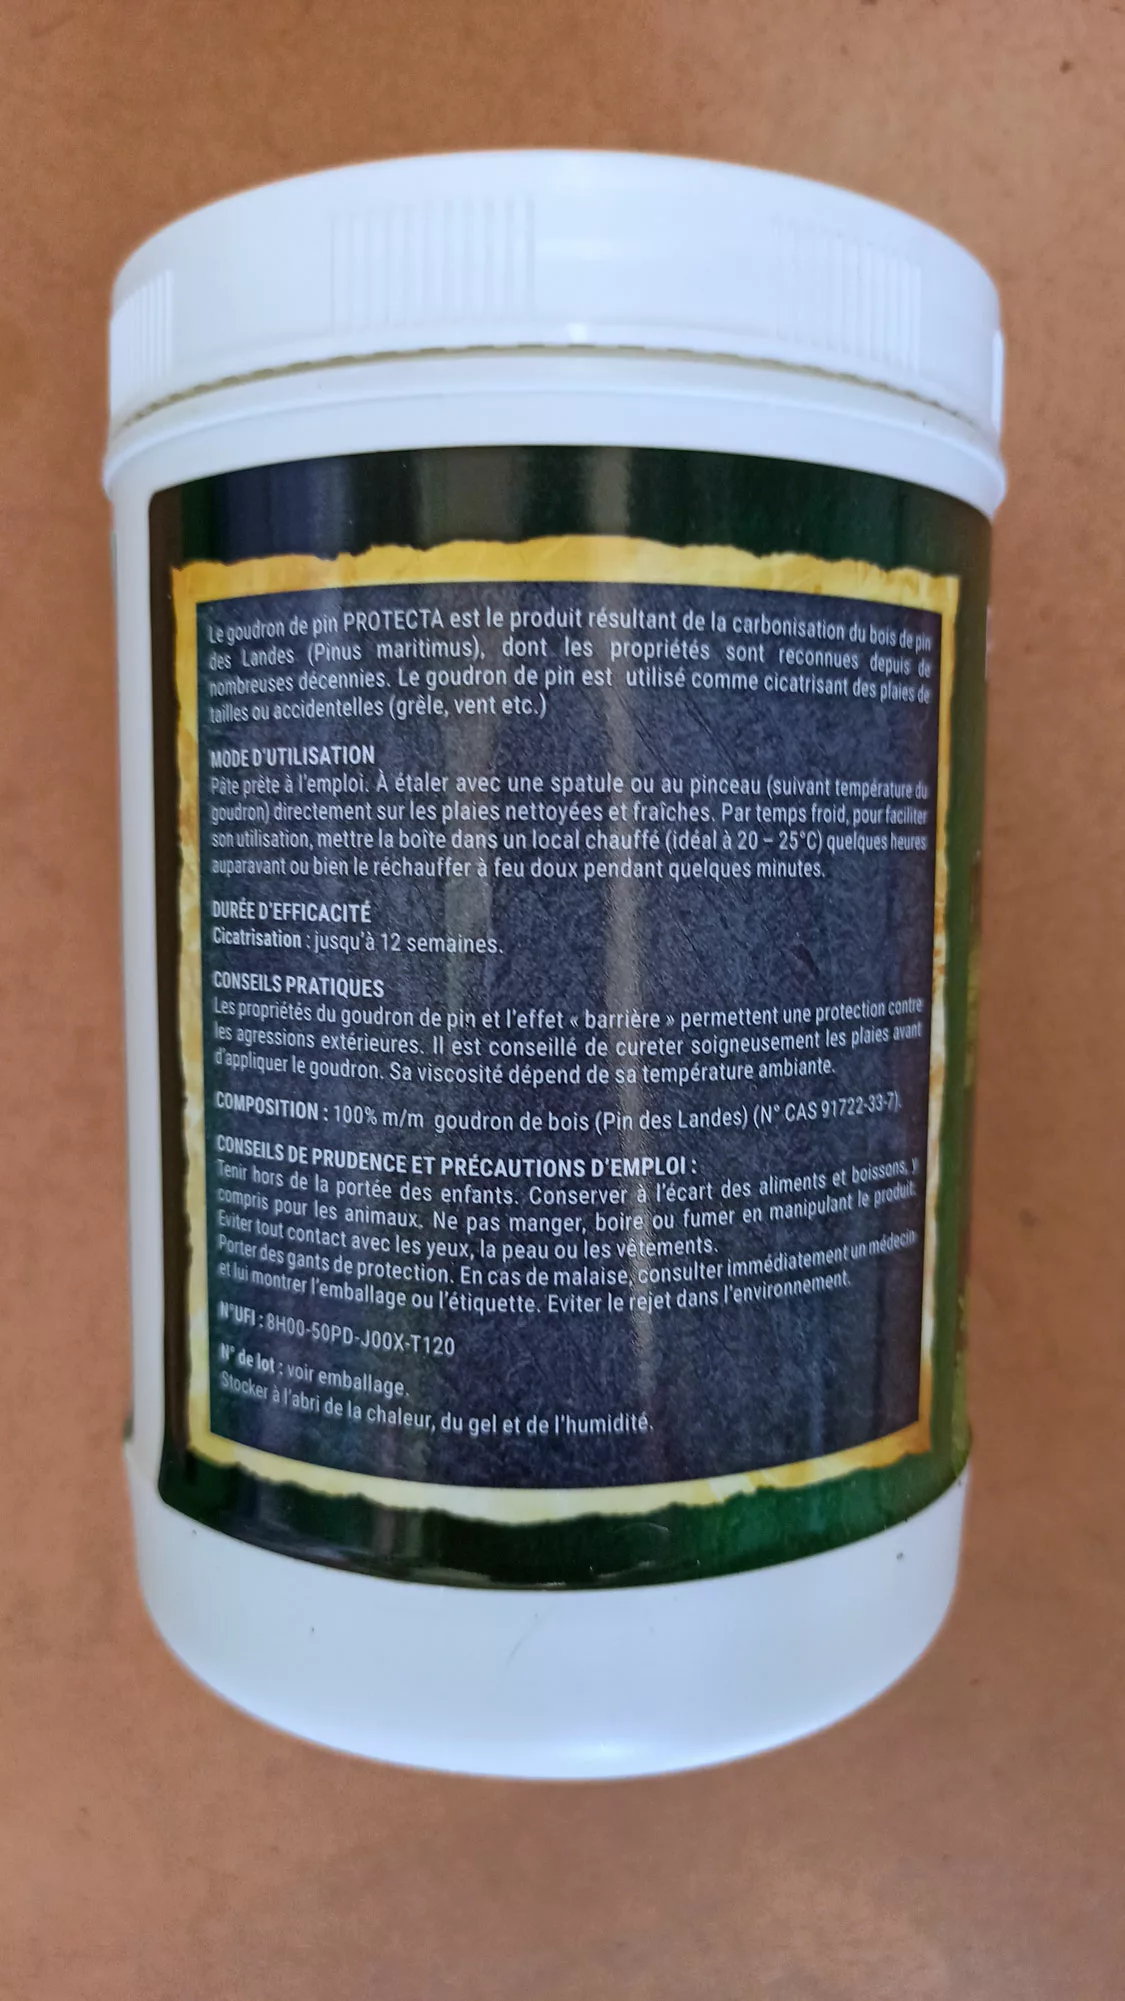 Le goudron de pin PROTECTA est le produit résultant de la carbonisation du bois de pin
des Landes (Pinus maritimus), dont les propriétés sont reconnues depuis de
nombreuses décennies. Le goudron de pin est utilisé comme cicatrisant des plaies de
tailles ou accidentelles (grêle, vent etc.)
MODE D'UTILISATION
Pâte prête à l'emploi. À étaler avec une spatule ou au pinceau (suivant température du
goudron) directement sur les plaies nettoyées et fraîches. Par temps froid, pour faciliter
son utilisation, mettre la boîte dans un local chauffé (idéal à 20 – 25°C) quelques heures
auparavant ou bien le réchauffer à feu doux pendant quelques minutes.
DURÉE D'EFFICACITÉ
Cicatrisation : jusqu'à 12 semaines.
CONSEILS PRATIQUES
Les propriétés du goudron de pin et l'effet « barrière » permettent une protection contre
les agressions extérieures. Il est conseillé de cureter soigneusement les plaies avant
d'appliquer le goudron. Sa viscosité dépend de sa température ambiante.
COMPOSITION : 100% m/m goudron de bois (Pin des Landes) (N° CAS 91722-33-7).
CONSEILS DE PRUDENCE ET PRÉCAUTIONS D'EMPLOI :
Tenir hors de la portée des enfants. Conserver à l'écart des aliments et boissons, y
compris pour les animaux. Ne pas manger, boire ou fumer en manipulant le produit.
Eviter tout contact avec les yeux, la peau ou les vêtements.
Porter des gants de protection. En cas de malaise, consulter immédiatement un médecin
et lui montrer l'emballage ou l'étiquette. Eviter le rejet dans l'environnement.
N°UFI : 8H00-50PD-J00X-T120
N° de lot : voir emballage.
Stocker à l'abri de la chaleur, du gel et de l'humidité.